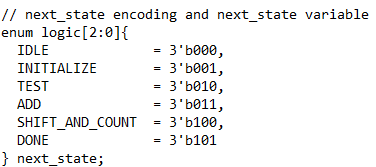 // next_state encoding and next_state variable
enum logic[2:0]{
  IDLE            = 3'b000,
  INITIALIZE      = 3'b001,
  TEST            = 3'b010,
  ADD             = 3'b011,
  SHIFT_AND_COUNT = 3'b100,
  DONE            = 3'b101
} next_state;